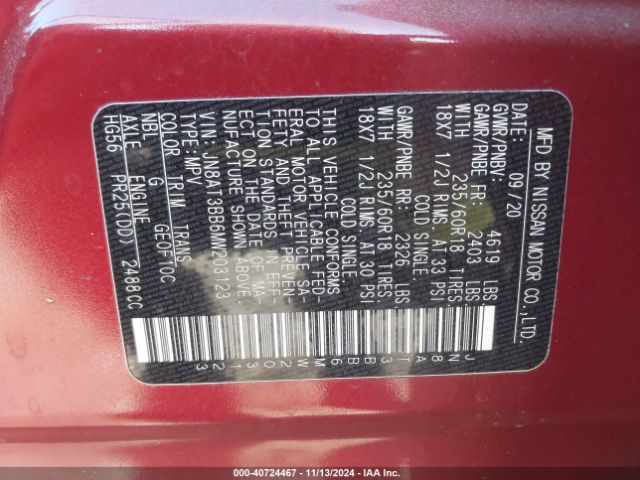 MFD BY NISSAN MOTOR CO.,LTD.
09/20
GVWR/PNBV: 4619 LBS.
GAWR/PNBE FR: 2403 LBS.
WITH 235/60R18 TIRES
18X7 1/2J RIMS AT 33 PSI
COLD SINGLE.
GAWR/PNBE RR: 2326 LBS.
WITH 235/60R18 TIRES
18X7 1/2J RIMS AT 30 PSI
COLD SINGLE.
THIS VEHICLE CONFORMS
TO ALL APPLICABLE FED-
ERAL MOTOR VEHICLE SA-
FETY AND THEFT PREVEN-
TION STANDARDS IN EFF-
ECT ON THE DATE OF MA-
NUFACTURE SHOWN ABOVE.
VIN: JN8AT3BB6MW203123
TYPE:MPV
COLOR TRIM TRANS
NBL G GE0F10C
AXLE ENGINE
HG56 PR25(DD) 2488CC
JN8AT3BB6MW203123
000-40724467 - 11/13/2024 - IAA Inc.